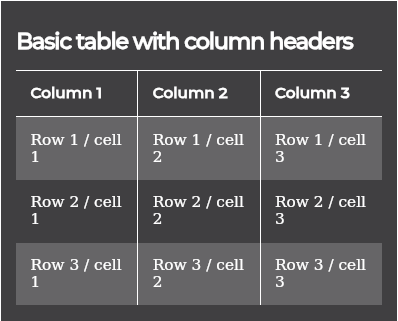 Basic table with column headers
Column 1 Column 2 Column 3
Row 1 / cell 1 Row 1 / cell 2 Row 1 / cell 3
Row 2 / cell 1 Row 2 / cell 2 Row 2 / cell 3
Row 3 / cell 1 Row 3 / cell 2 Row 3 / cell 3